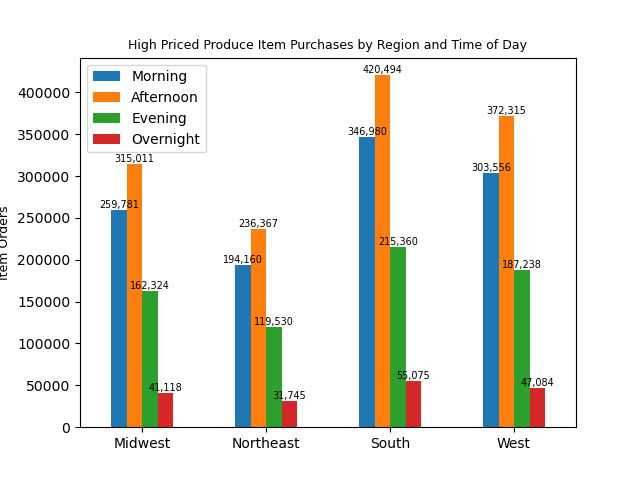 High Priced Produce Item Purchases by Region and Time of Day
Morning
Afternoon
Evening
Overnight
Item Orders
400000
350000
300000
250000
200000
150000
100000
50000
0
259,781
315,011
162,324
41,118
194,160
236,367
119,530
31,745
346,980
420,494
215,360
55,075
303,556
372,315
187,238
47,084
Midwest
Northeast
South
West